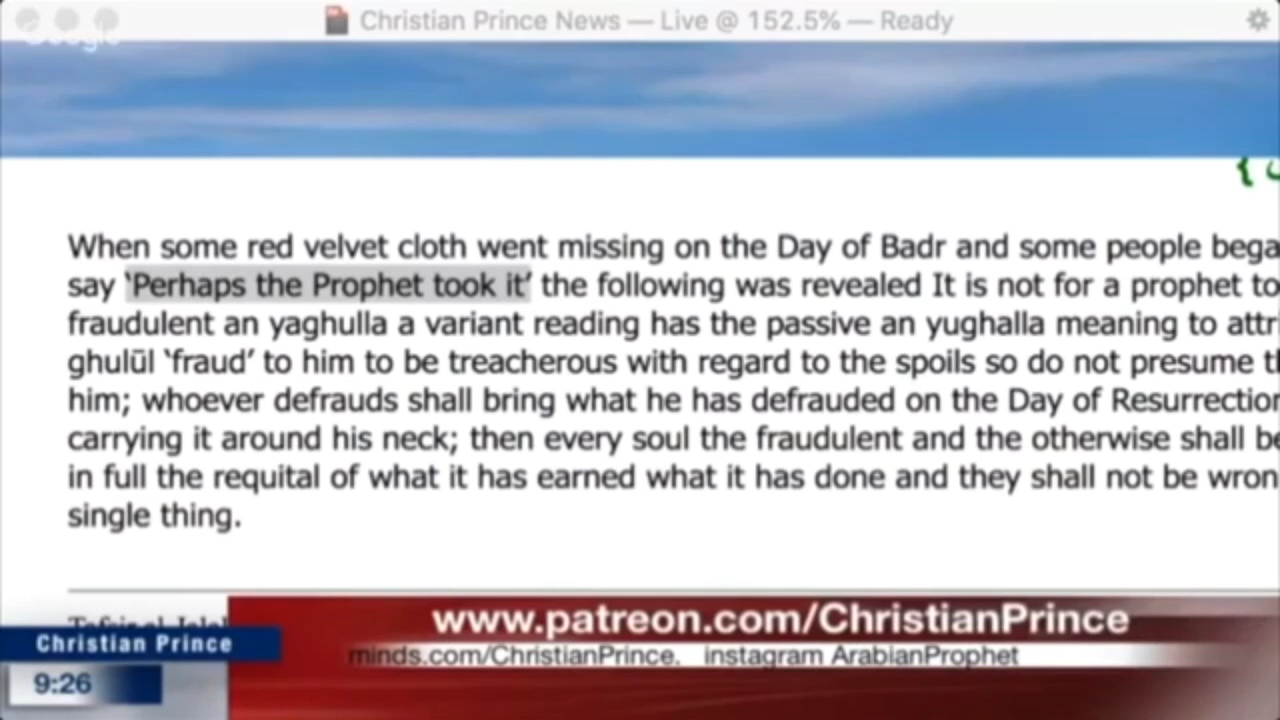 Christian Prince News — Live @ 152.5% — Ready
Google
When some red velvet cloth went missing on the Day of Badr and some people bega
say ‘Perhaps the Prophet took it’ the following was revealed It is not for a prophet to
fraudulent an yaghulla a variant reading has the passive an yughalla meaning to attr
ghulūl ‘fraud’ to him to be treacherous with regard to the spoils so do not presume t
him; whoever defrauds shall bring what he has defrauded on the Day of Resurrection
carrying it around his neck; then every soul the fraudulent and the otherwise shall be
in full the requital of what it has earned what it has done and they shall not be wron
single thing.
www.patreon.com/ChristianPrince
Christian Prince
minds.com/ChristianPrince. instagram ArabianProphet
9:26